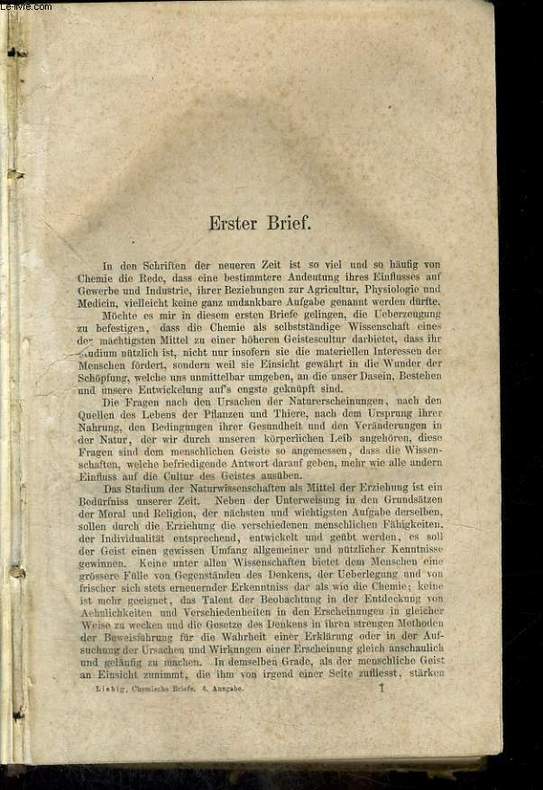 Le-livre.com
Erster Brief.
In den Schriften der neueren Zeit ist so viel und so häufig von
Chemie die Rede, dass eine bestimmtere Andeutung ihres Einflusses auf
Gewerbe und Industrie, ihrer Beziehungen zur Agricultur, Physiologie und
Medicin, vielleicht keine ganz undankbare Aufgabe genannt werden dürfte.
Möchte es mir in diesem ersten Briefe gelingen, die Ueberzeugung
zu befestigen, dass die Chemie als selbstständige Wissenschaft eines
der mächtigsten Mittel zu einer höheren Geistescultur darbietet, dass ihr
Studium nützlich ist, nicht nur insofern sie die materiellen Interessen der
Menschen fördert, sondern weil sie Einsicht gewährt in die Wunder der
Schöpfung, welche uns unmittelbar umgeben, an die unser Dasein, Bestehen
und unsere Entwickelung auf's engste geknüpft sind.
Die Fragen nach den Ursachen der Naturerscheinungen, nach den
Quellen des Lebens der Pflanzen und Thiere, nach dem Ursprung ihrer
Nahrung, den Bedingungen ihrer Gesundheit und den Veränderungen in
der Natur, der wir durch unseren körperlichen Leib angehören, diese
Fragen sind dem menschlichen Geiste so angemessen, dass die Wissen-
schaften, welche befriedigende Antwort darauf geben, mehr wie alle andern
Einfluss auf die Cultur des Geistes ausüben.
Das Studium der Naturwissenschaften als Mittel der Erziehung ist ein
Bedürfniss unserer Zeit. Neben der Unterweisung in den Grundsätzen
der Moral und Religion, der nächsten und wichtigsten Aufgabe derselben,
sollen durch die Erziehung die verschiedenen menschlichen Fähigkeiten,
der Individualität entsprechend, entwickelt und geübt werden, es soll
der Geist einen gewissen Umfang allgemeiner und nützlicher Kenntnisse
gewinnen. Keine unter allen Wissenschaften bietet dem Menschen eine
grössere Fülle von Gegenständen des Denkens, der Ueberlegung und von
frischer sich stets erneuernder Erkenntniss dar als wie die Chemie; keine
ist mehr geeignet, das Talent der Beobachtung in der Entdeckung von
Aehnlichkeiten und Verschiedenheiten in den Erscheinungen in gleicher
Weise zu wecken und die Gesetze des Denkens in ihren strengen Methoden
der Beweisführung für die Wahrheit einer Erklärung oder in der Auf-
suchung der Ursachen und Wirkungen einer Erscheinung gleich anschaulich
und geläufig zu machen. In demselben Grade, als der menschliche Geist
an Einsicht zunimmt, die ihm von irgend einer Seite zufliesst, stärken
Liebig, Chemische Briefe. 6. Ausgabe. 1